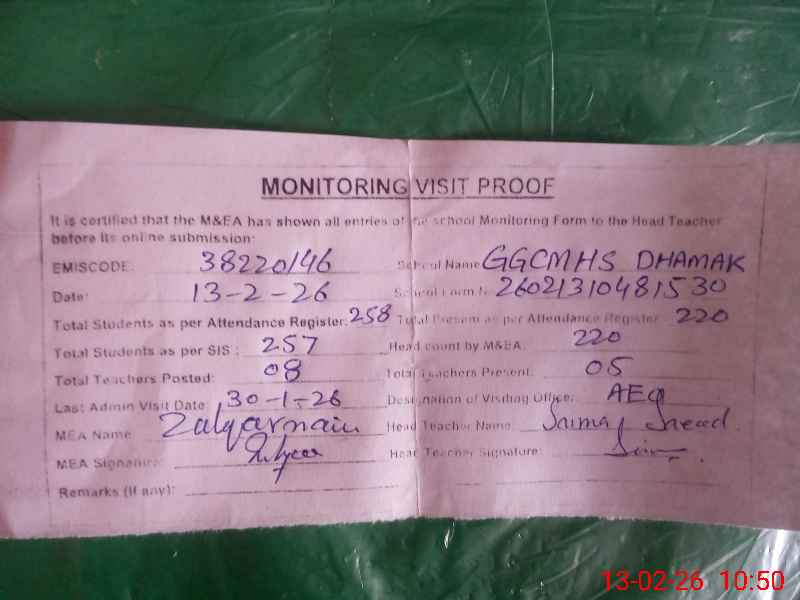 MONITORING VISIT PROOF
It is certified that the M&EA has shown all entries of the school Monitoring Form to the Head Teacher
before its online submission:
EMISCODE: 38220146 School Name GGCMHS DHAMAK
Date: 13-2-26 School Form № 26021310481530
Total Students as per Attendance Register: 258 Total Present as per Attendance Register: 220
Total Students as per SIS : 257 Head count by M&EA: 220
Total Teachers Posted: 08 Total Teachers Present: 05
Last Admin Visit Date: 30-1-26 Designation of Visiting Officer: AEO
MEA Name: Zulqarnain Head Teacher Name: Saima Saeed
MEA Signature: Head Teacher Signature:
Remarks (if any):
13-02-26 10:50